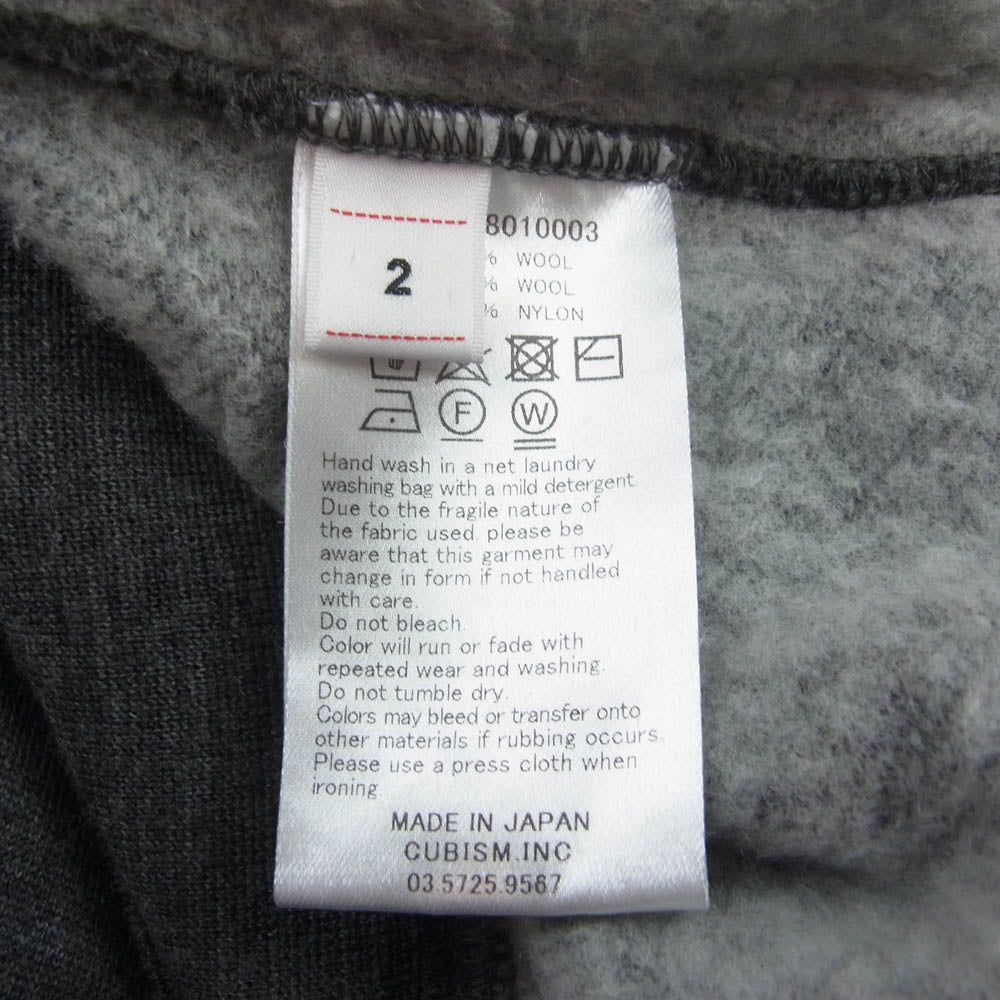 2
8010003
% WOOL
% WOOL
% NYLON
F W
Hand wash in a net laundry
washing bag with a mild detergent.
Due to the fragile nature of
the fabric used, please be
aware that this garment may
change in form if not handled
with care.
Do not bleach.
Color will run or fade with
repeated wear and washing.
Do not tumble dry.
Colors may bleed or transfer onto
other materials if rubbing occurs.
Please use a press cloth when
ironing
MADE IN JAPAN
CUBISM.INC
03.5725.9567